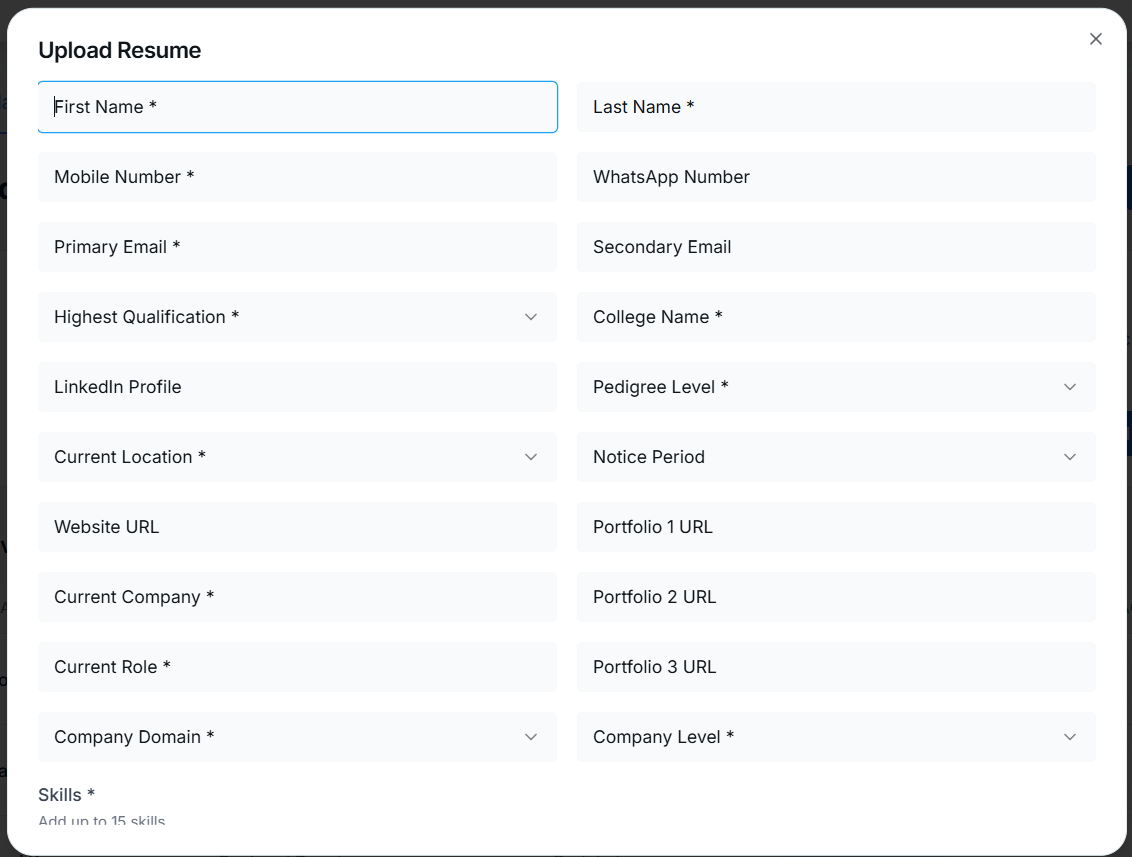 Upload Resume
First Name *
Last Name *
Mobile Number *
WhatsApp Number
Primary Email *
Secondary Email
Highest Qualification *
College Name *
LinkedIn Profile
Pedigree Level *
Current Location *
Notice Period
Website URL
Portfolio 1 URL
Current Company *
Portfolio 2 URL
Current Role *
Portfolio 3 URL
Company Domain *
Company Level *
Skills *
Add up to 15 skills